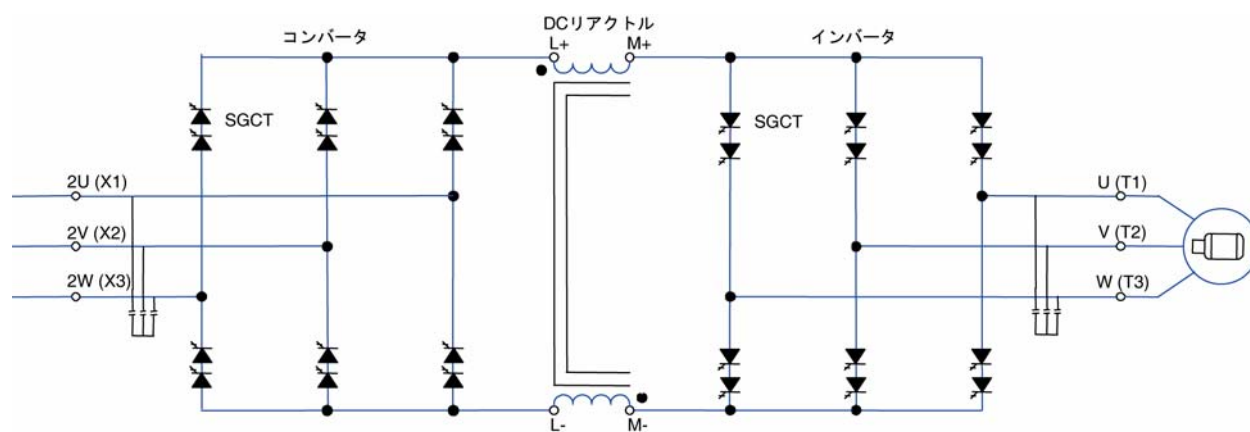 DCリアクトル
コンバータ
L+
M+
インバータ
SGCT
SGCT
2U (X1)
U (T1)
2V (X2)
V (T2)
2W (X3)
W (T3)
L-
M-